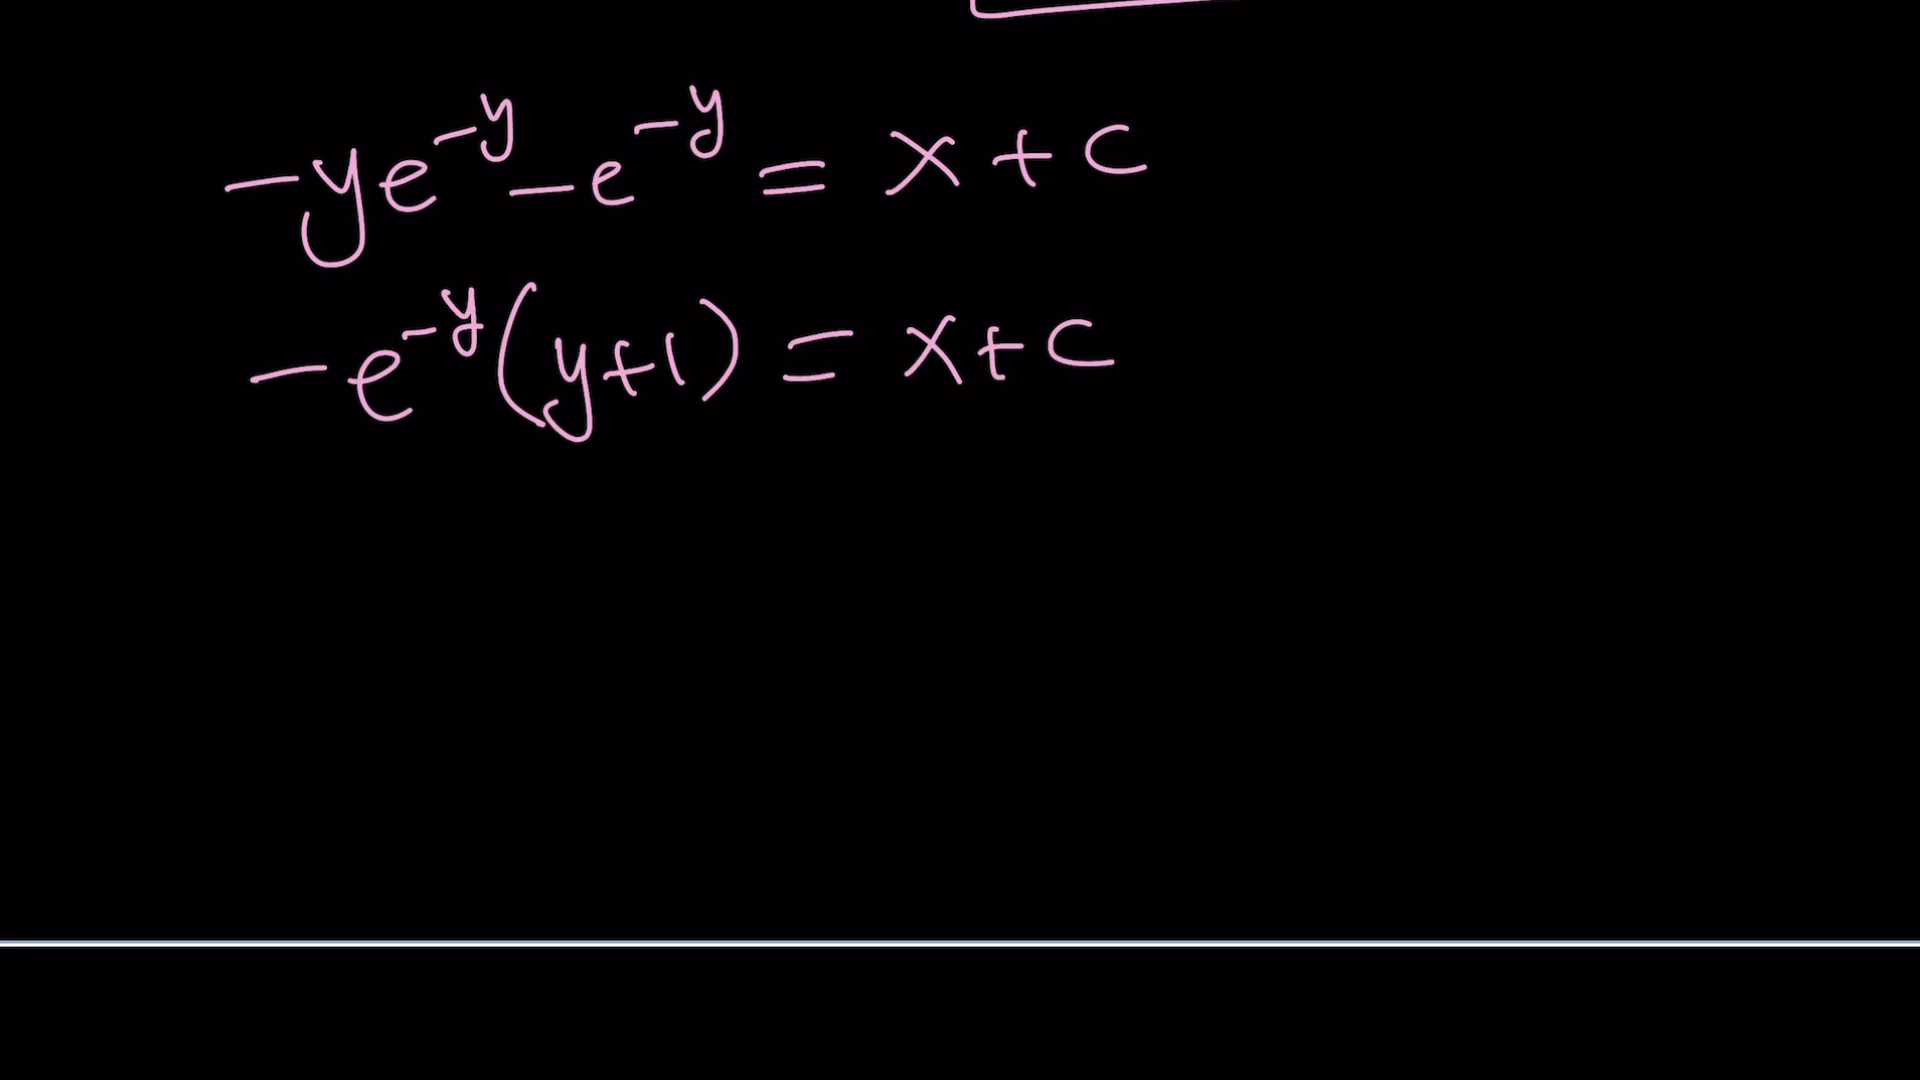 -ye^{-y} - e^{-y} = x + c
-e^{-y}(y+1) = x + c